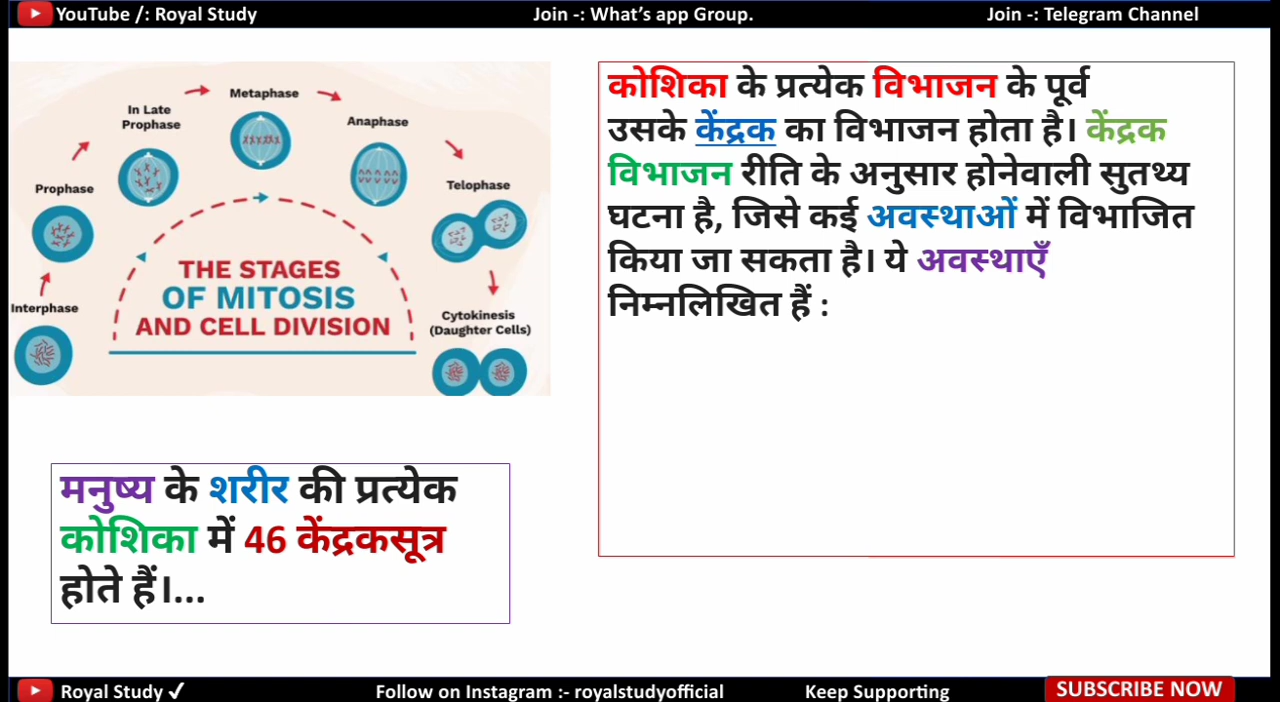 YouTube /: Royal Study
Join -: What's app Group.
Join -: Telegram Channel
Metaphase
In Late
Prophase
Anaphase
Prophase
Telophase
Interphase
THE STAGES
OF MITOSIS
AND CELL DIVISION
Cytokinesis
(Daughter Cells)
कोशिका के प्रत्येक विभाजन के पूर्व
उसके केंद्रक का विभाजन होता है। केंद्रक
विभाजन रीति के अनुसार होनेवाली सुतथ्य
घटना है, जिसे कई अवस्थाओं में विभाजित
किया जा सकता है। ये अवस्थाएँ
निम्नलिखित हैं :
मनुष्य के शरीर की प्रत्येक
कोशिका में 46 केंद्रकसूत्र
होते हैं।...
Royal Study ✓
Follow on Instagram :- royalstudyofficial
Keep Supporting
SUBSCRIBE NOW